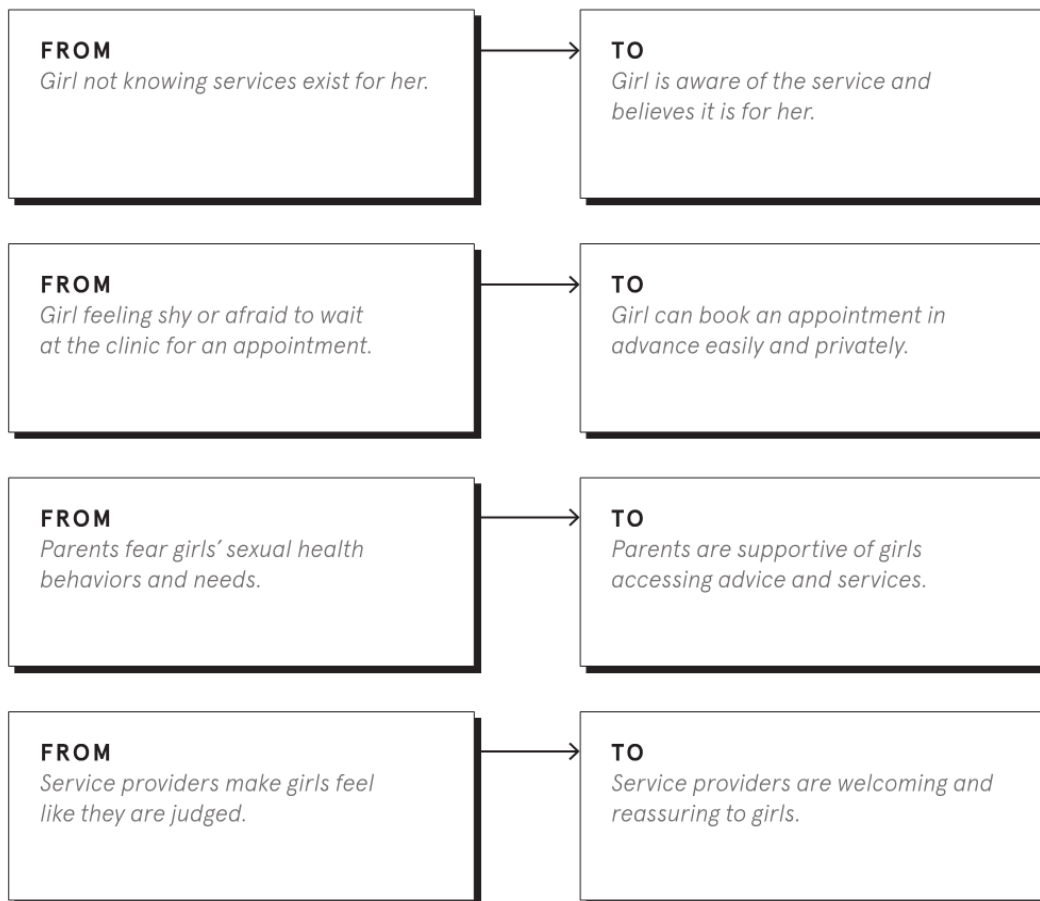 FROM
Girl not knowing services exist for her.
TO
Girl is aware of the service and
believes it is for her.
FROM
Girl feeling shy or afraid to wait
at the clinic for an appointment.
TO
Girl can book an appointment in
advance easily and privately.
FROM
Parents fear girls’ sexual health
behaviors and needs.
TO
Parents are supportive of girls
accessing advice and services.
FROM
Service providers make girls feel
like they are judged.
TO
Service providers are welcoming and
reassuring to girls.